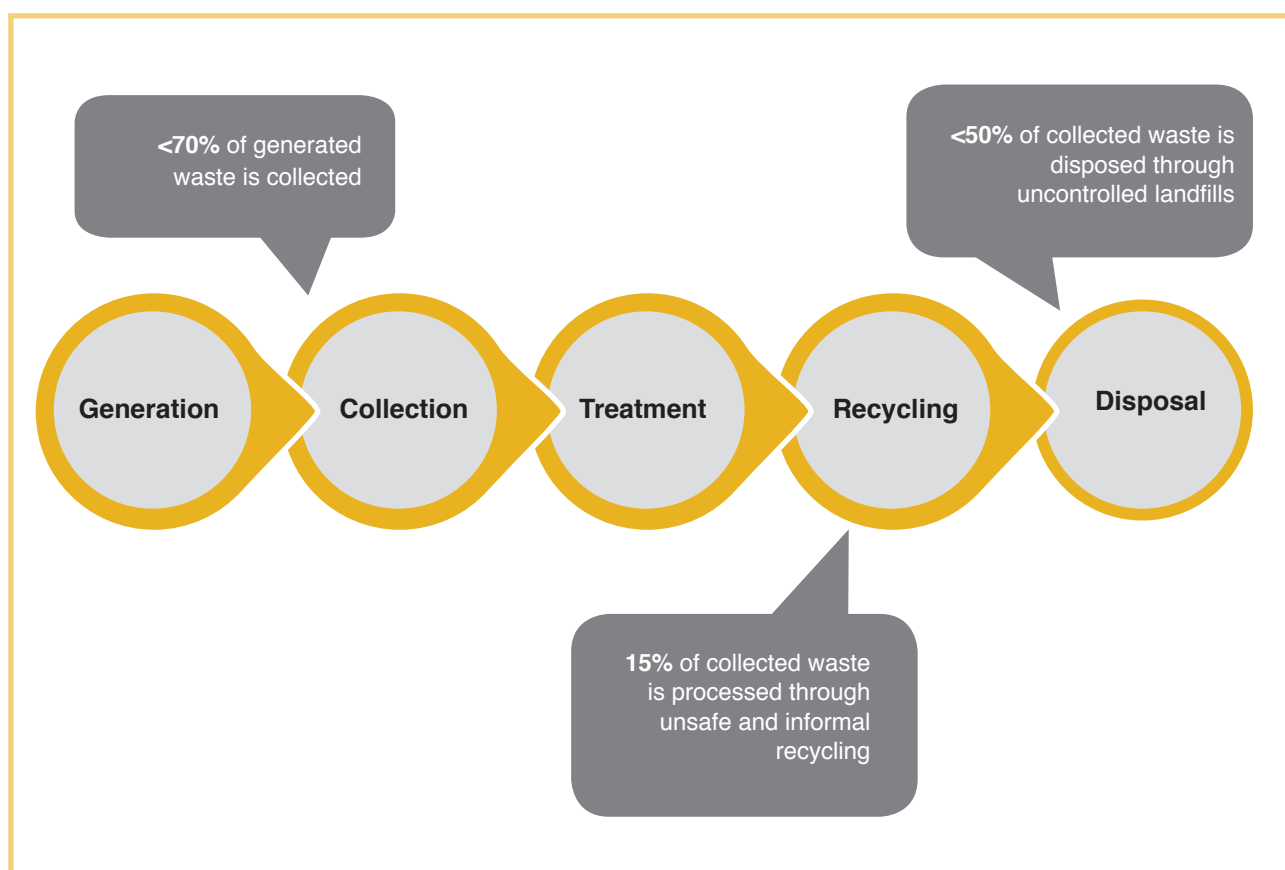 <70% of generated
waste is collected
<50% of collected waste is
disposed through
uncontrolled landfills
Generation
Collection
Treatment
Recycling
Disposal
15% of collected waste
is processed through
unsafe and informal
recycling